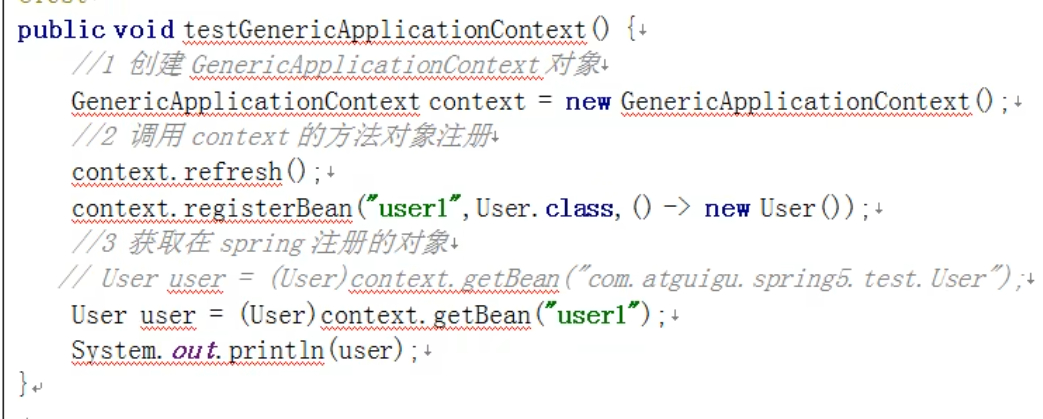 public void testGenericApplicationContext() {
//1 创建 GenericApplicationContext 对象
GenericApplicationContext context = new GenericApplicationContext();
//2 调用 context 的方法对象注册
context.refresh();
context.registerBean("user1",User.class,() -> new User());
//3 获取在 spring 注册的对象
// User user = (User)context.getBean("com.atguigu.spring5.test.User");
User user = (User)context.getBean("user1");
System.out.println(user);
}